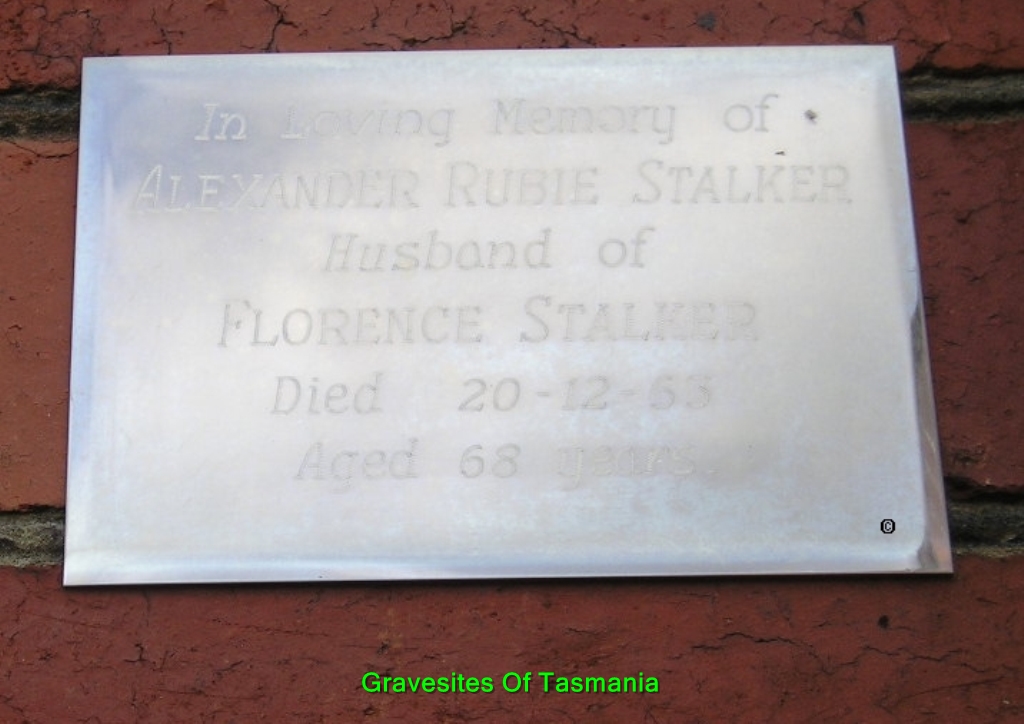 In Loving Memory of
ALEXANDER RUBIE STALKER
Husband of
FLORENCE STALKER
Died 20-12-53
Aged 68 years.
©
Gravesites Of Tasmania